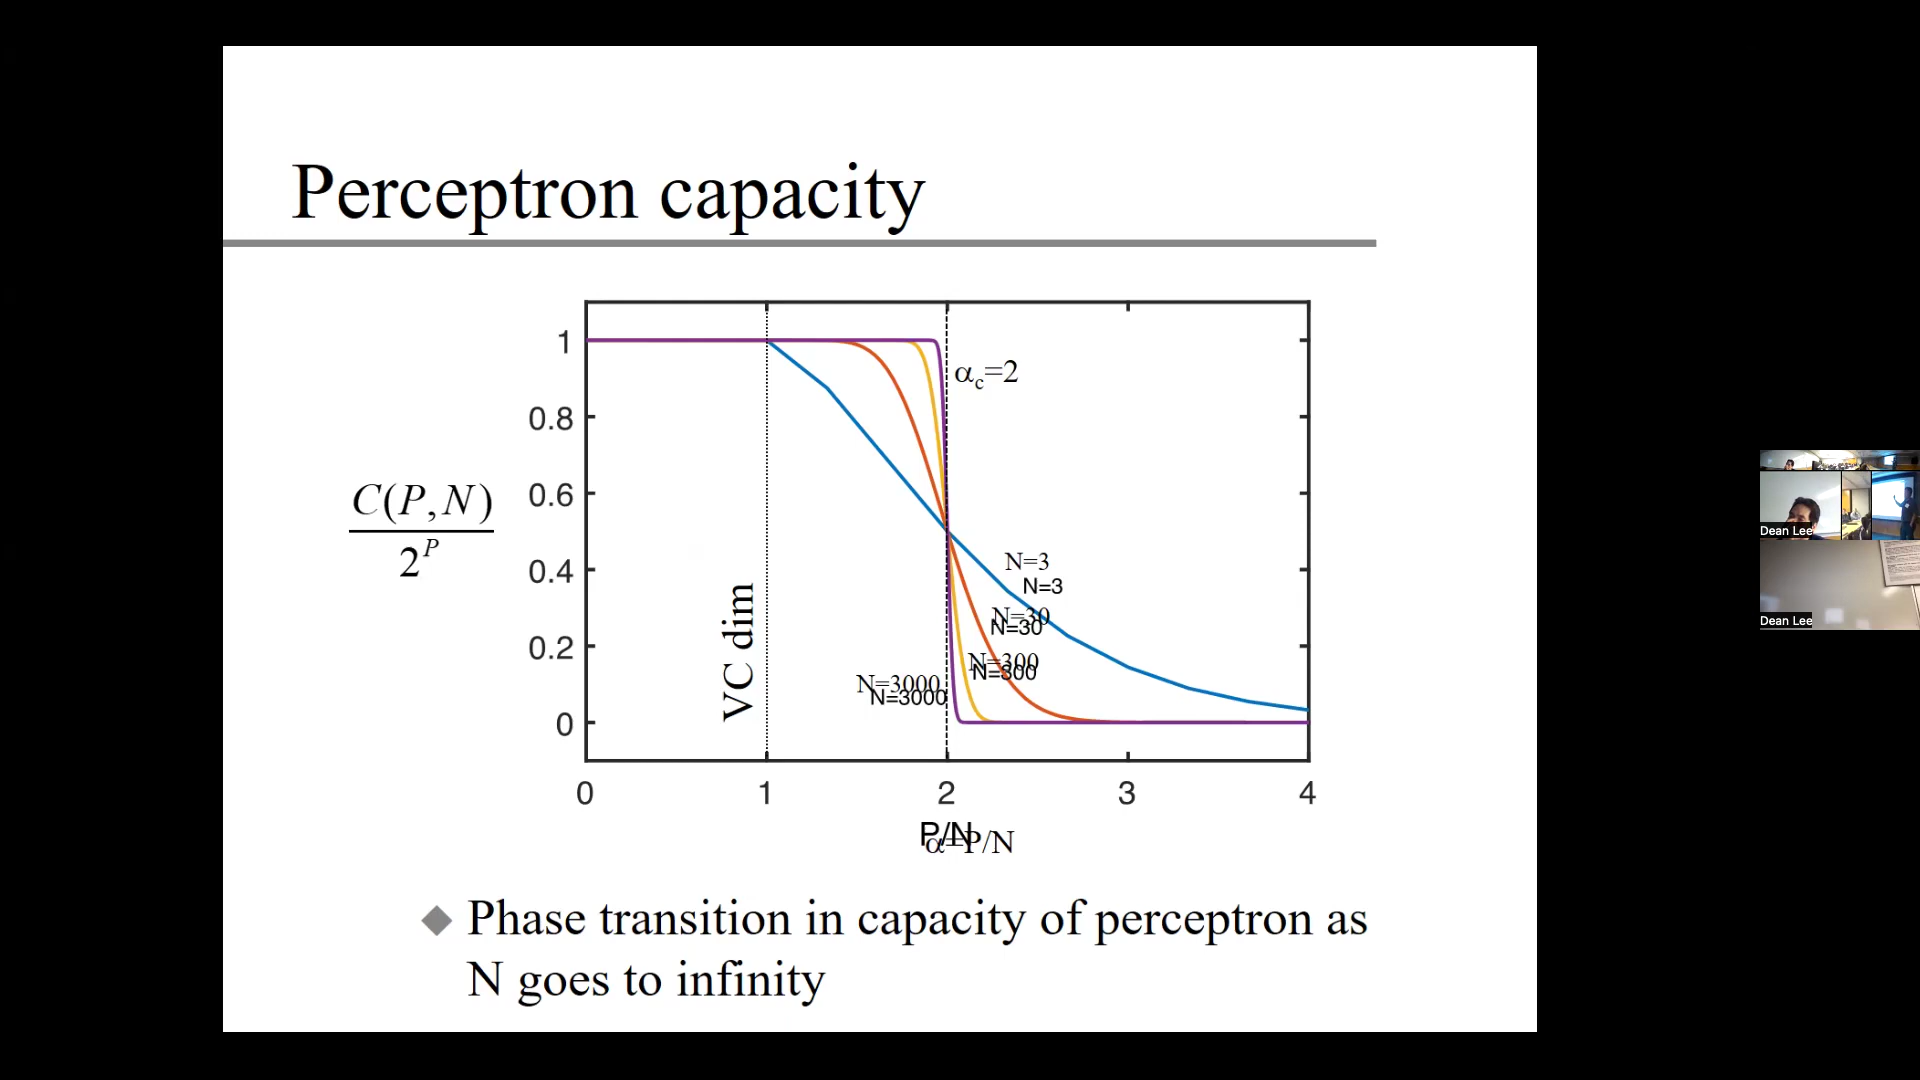 Perceptron capacity
C(P,N)
2^P
1
0.8
0.6
0.4
0.2
0
VC dim
α_c=2
N=3
N=3
N=30
N=30
N=300
N=300
N=3000
N=3000
0 1 2 3 4
P/N
α=P/N
Phase transition in capacity of perceptron as
N goes to infinity
Dean Lee
Dean Lee